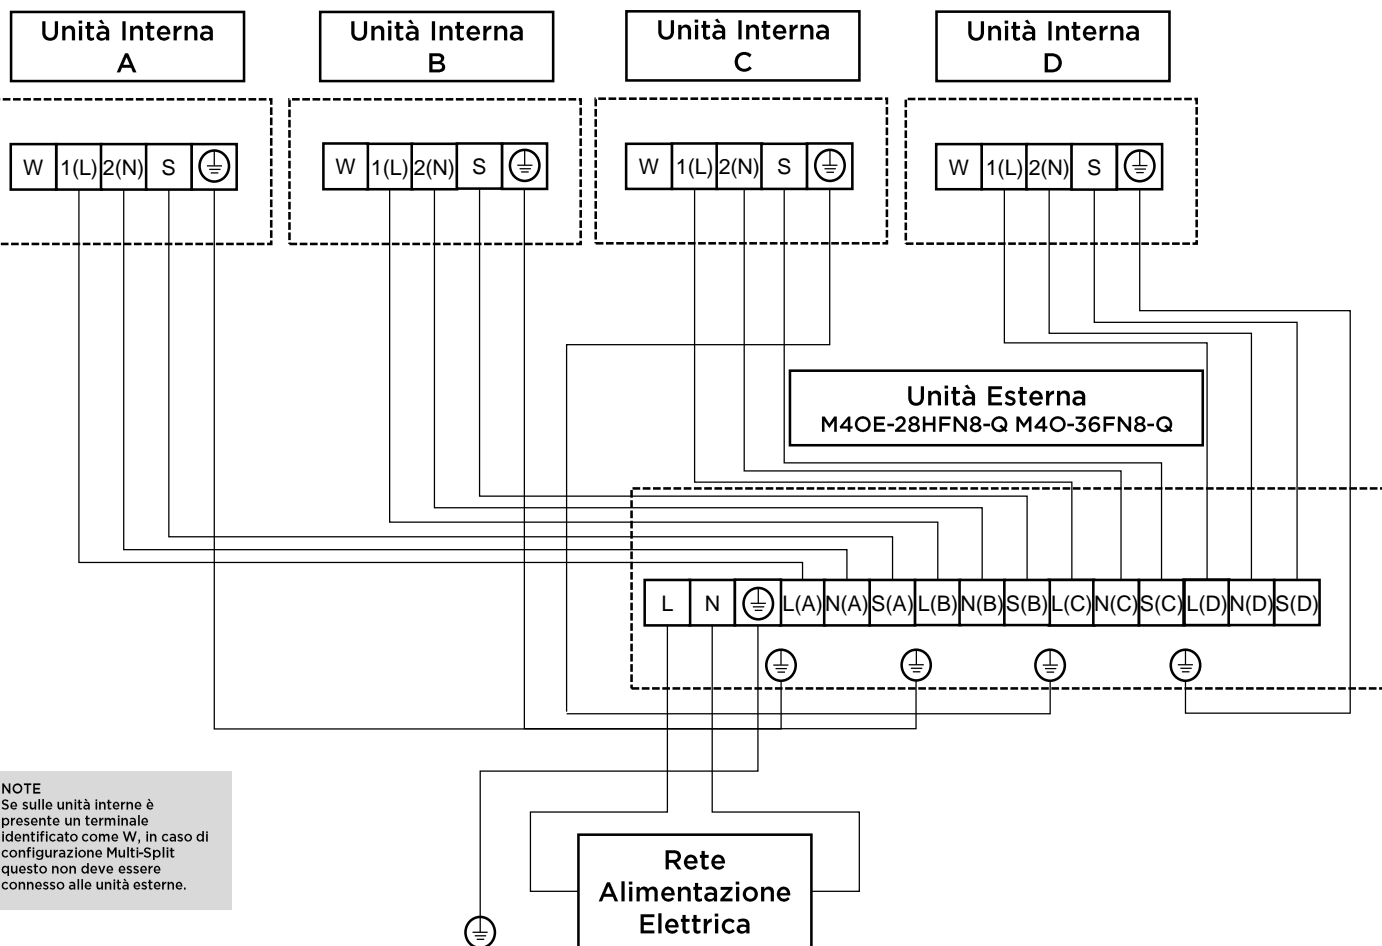 Unità Interna
A
Unità Interna
B
Unità Interna
C
Unità Interna
D
W 1(L) 2(N) S
W 1(L) 2(N) S
W 1(L) 2(N) S
W 1(L) 2(N) S
Unità Esterna
M4OE-28HFN8-Q M4O-36FN8-Q
L N L(A) N(A) S(A) L(B) N(B) S(B) L(C) N(C) S(C) L(D) N(D) S(D)
NOTE
Se sulle unità interne è
presente un terminale
identificato come W, in caso di
configurazione Multi-Split
questo non deve essere
connesso alle unità esterne.
Rete
Alimentazione
Elettrica